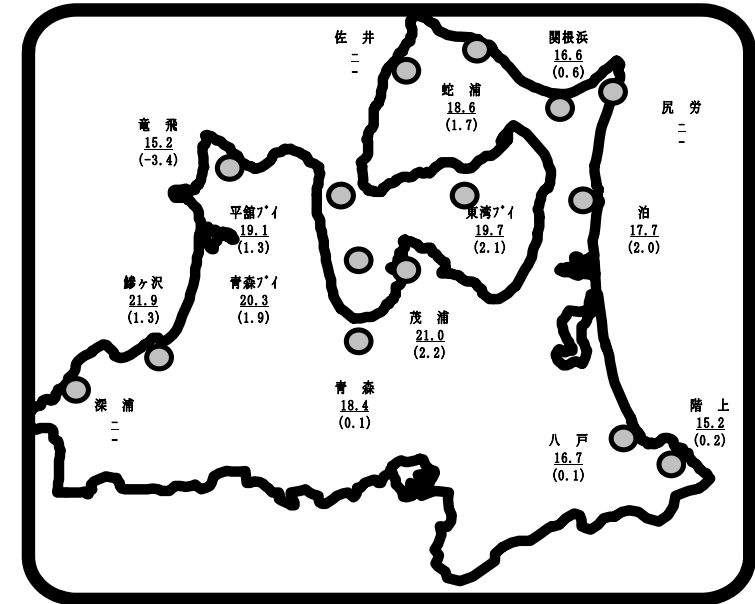 佐 井
-
-
関根浜
16.6
(0.6)
蛇 浦
18.6
(1.7)
尻 労
-
-
竜 飛
15.2
(-3.4)
平舘ﾌﾞｲ
19.1
(1.3)
東湾ﾌﾞｲ
19.7
(2.1)
泊
17.7
(2.0)
鰺ヶ沢
21.9
(1.3)
青森ﾌﾞｲ
20.3
(1.9)
茂 浦
21.0
(2.2)
深 浦
-
-
青 森
18.4
(0.1)
八 戸
16.7
(0.1)
階 上
15.2
(0.2)